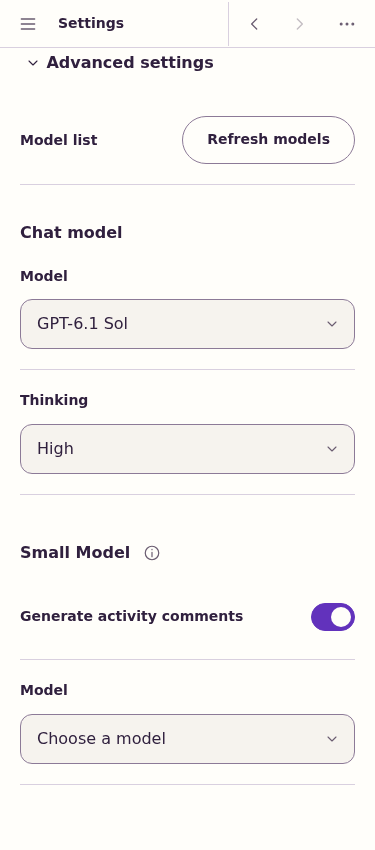 Settings
Advanced settings
Model list
Refresh models
Chat model
Model
GPT-6.1 Sol
Thinking
High
Small Model
Generate activity comments
Model
Choose a model